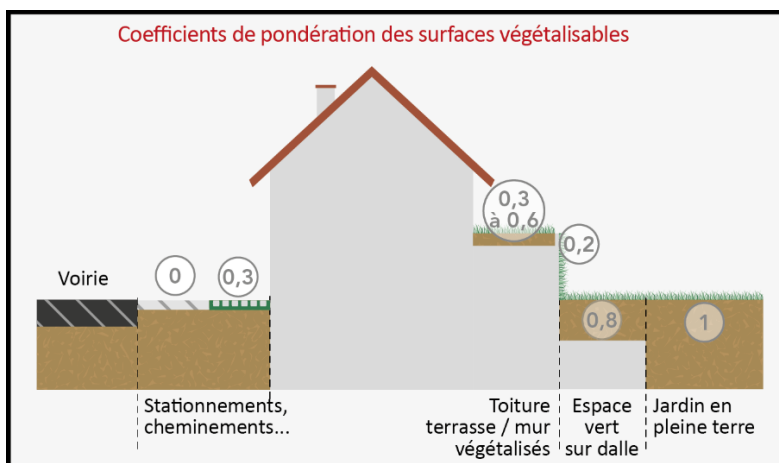 Coefficients de pondération des surfaces végétalisables
0,3
à 0,6
0,2
Voirie
0
0,3
0,8
1
Stationnements,
cheminements...
Toiture
terrasse / mur
végétalisés
Espace
vert
sur dalle
Jardin en
pleine terre